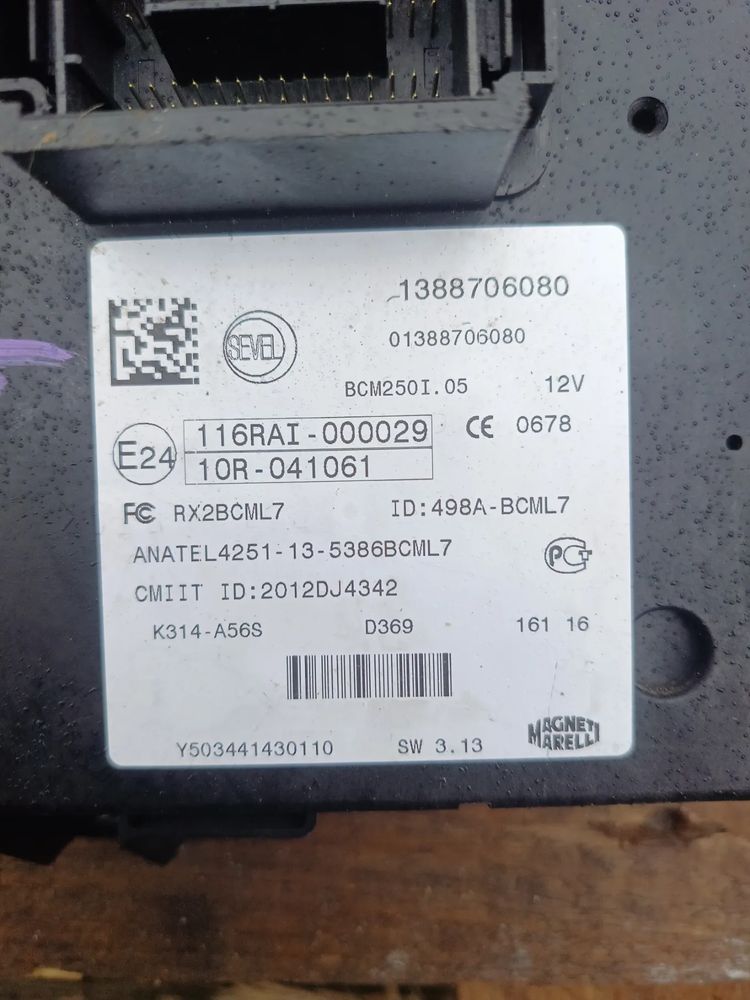 1388706080
SEVEL
01388706080
BCM250I.05 12V
E24
116RAI-000029
10R-041061
CE 0678
FC RX2BCML7 ID:498A-BCML7
ANATEL4251-13-5386BCML7
PCT
CMIIT ID:2012DJ4342
K314-A56S D369 161 16
Y503441430110 SW 3.13
MAGNETI
MARELLI